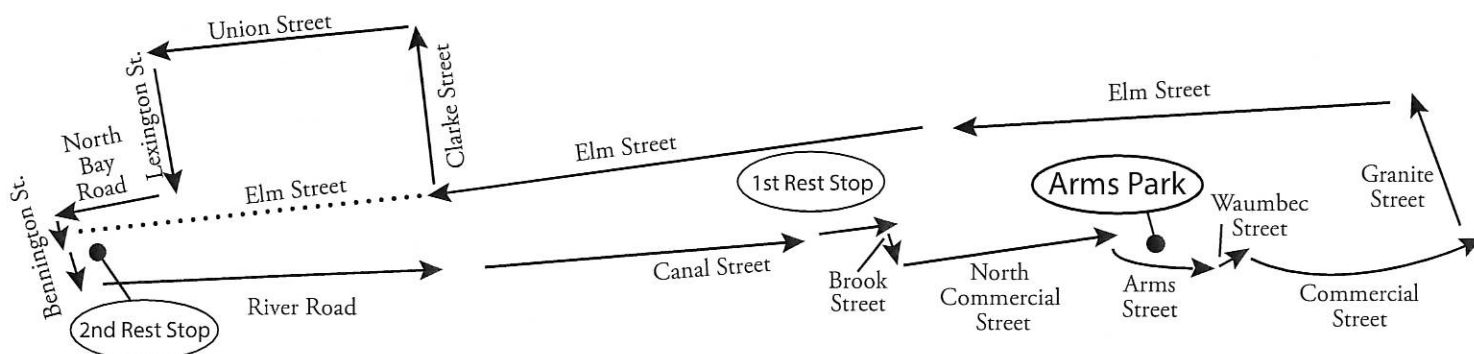 Union Street
Lexington St.
Clarke Street
North
Bay
Road
Elm Street
Elm Street
Elm Street
1st Rest Stop
Arms Park
Granite
Street
Waumbec
Street
Bennington St.
Canal Street
Brook
Street
North
Commercial
Street
Arms
Street
Commercial
Street
River Road
2nd Rest Stop